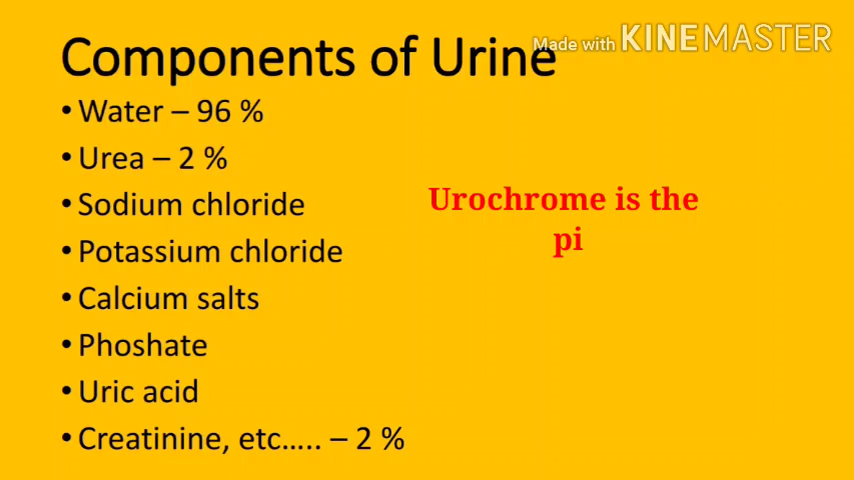 Components of Urine
Made with KINEMASTER
• Water – 96 %
• Urea – 2 %
• Sodium chloride
• Potassium chloride
• Calcium salts
• Phoshate
• Uric acid
• Creatinine, etc….. – 2 %
Urochrome is the
pi